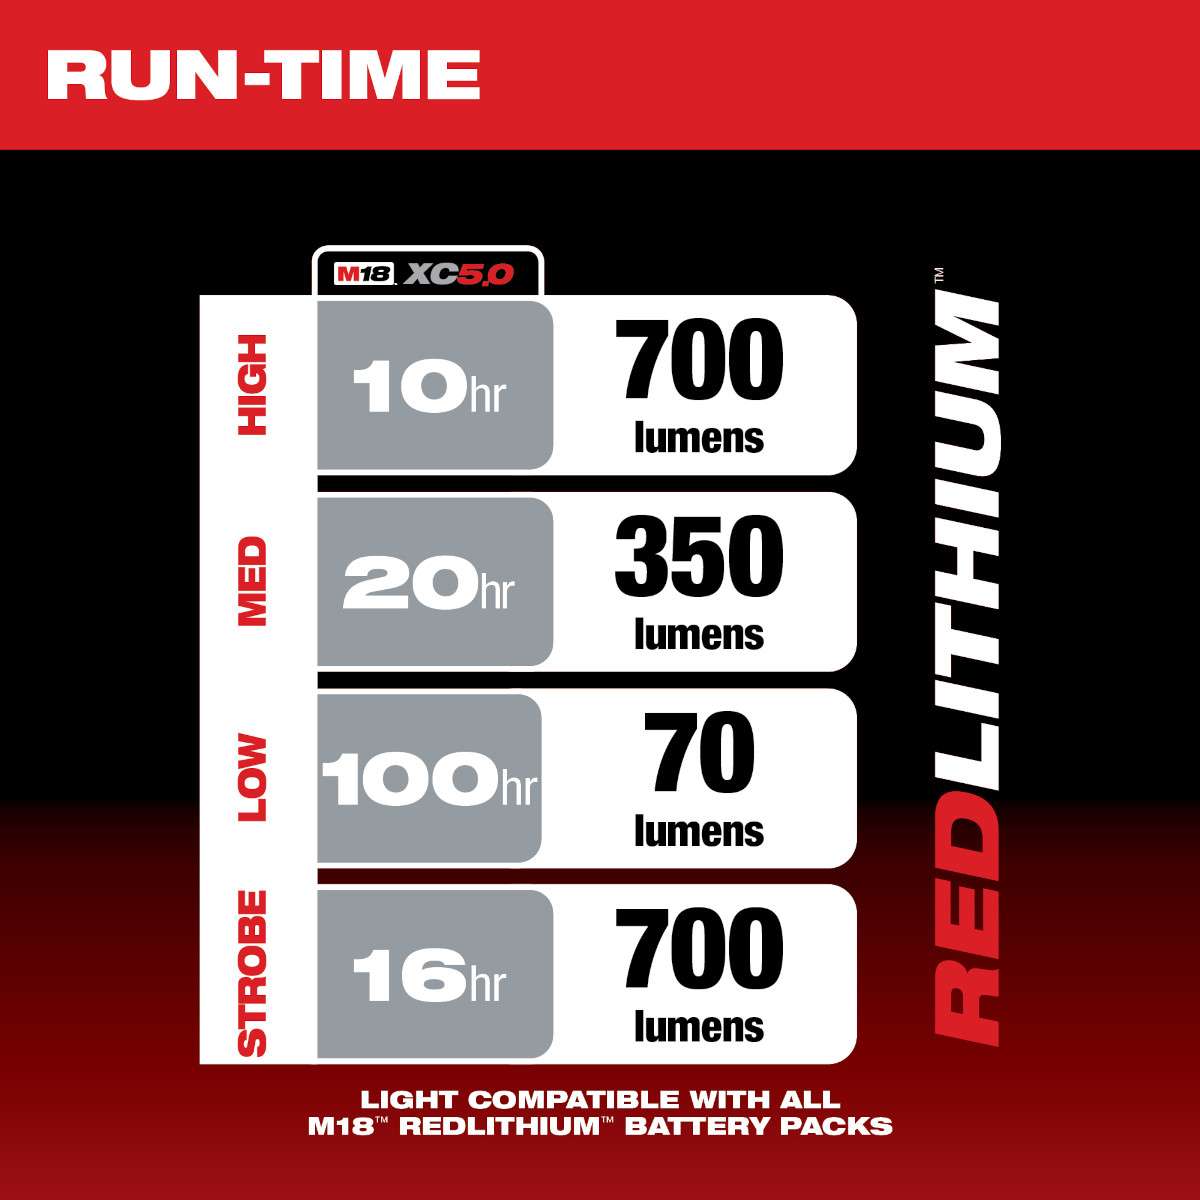 RUN-TIME
M18™ XC5.0
HIGH
10hr
700
lumens
MED
20hr
350
lumens
LOW
100hr
70
lumens
STROBE
16hr
700
lumens
REDLITHIUM™
LIGHT COMPATIBLE WITH ALL
M18™ REDLITHIUM™ BATTERY PACKS